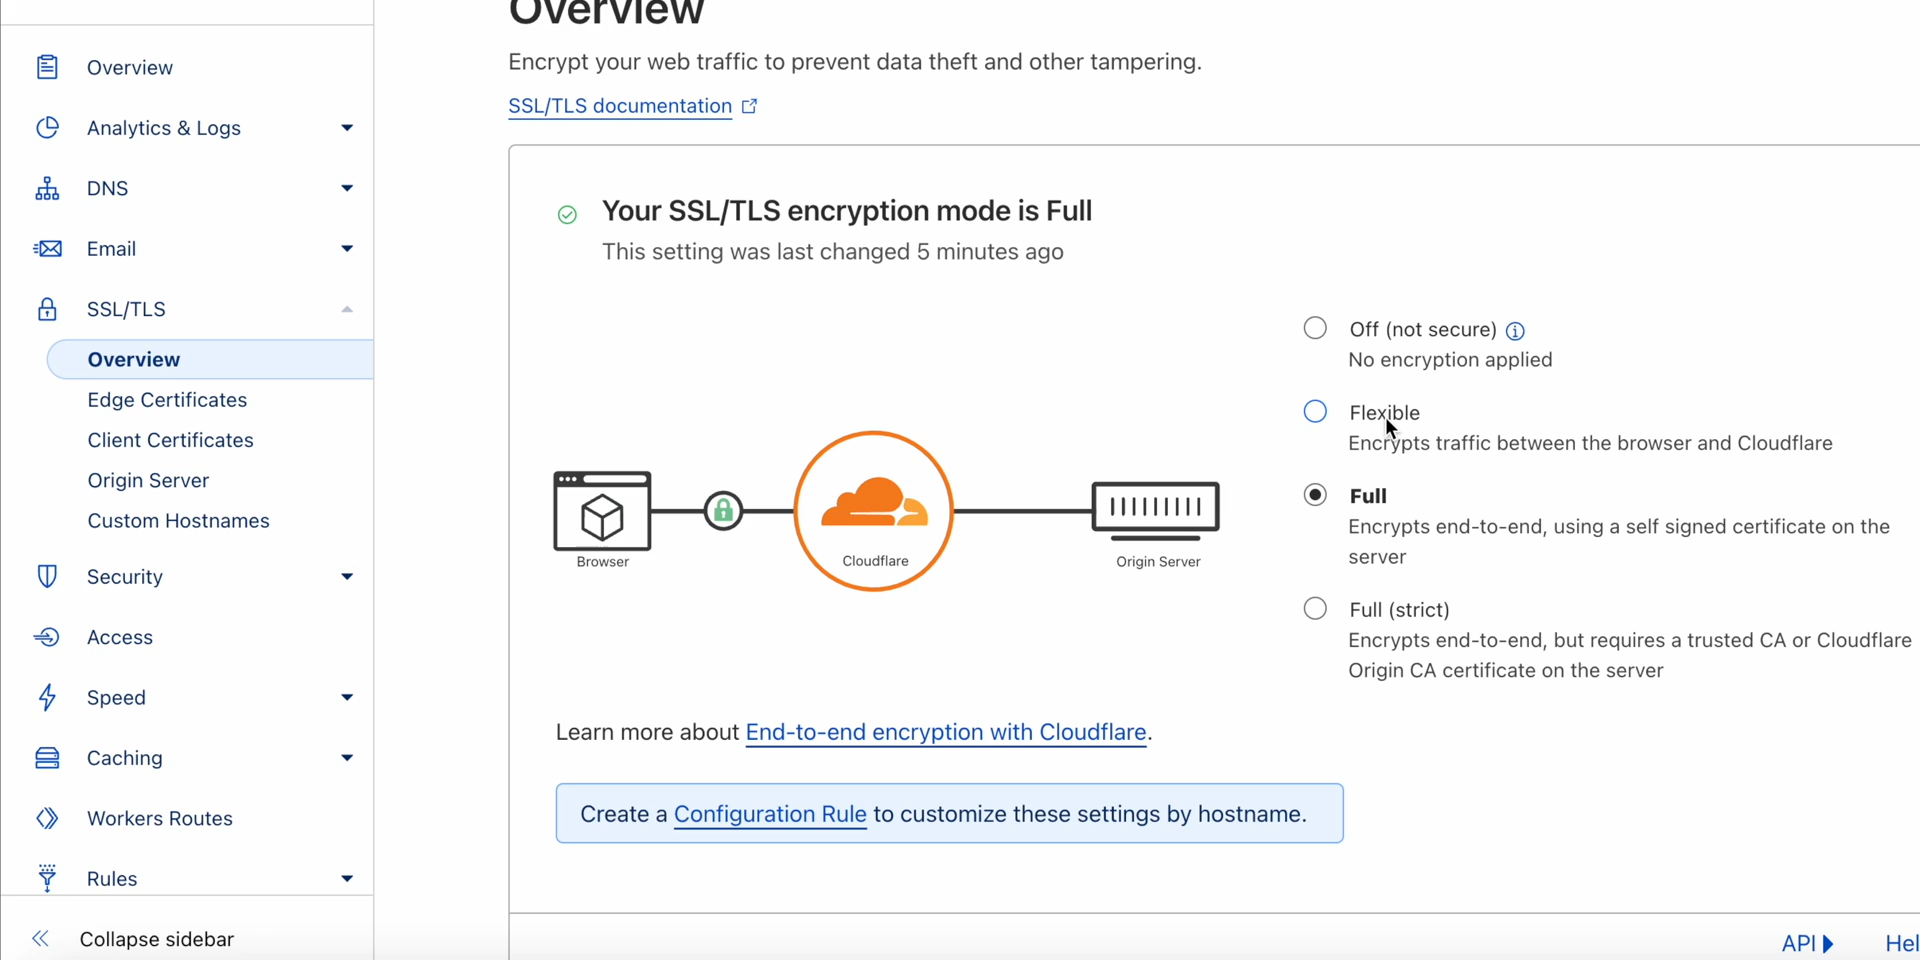 Overview
Encrypt your web traffic to prevent data theft and other tampering.
SSL/TLS documentation
Overview
Analytics & Logs
DNS
Email
SSL/TLS
Overview
Edge Certificates
Client Certificates
Origin Server
Custom Hostnames
Security
Access
Speed
Caching
Workers Routes
Rules
Collapse sidebar
Your SSL/TLS encryption mode is Full
This setting was last changed 5 minutes ago
Browser
Cloudflare
Origin Server
Off (not secure)
No encryption applied
Flexible
Encrypts traffic between the browser and Cloudflare
Full
Encrypts end-to-end, using a self signed certificate on the
server
Full (strict)
Encrypts end-to-end, but requires a trusted CA or Cloudflare
Origin CA certificate on the server
Learn more about End-to-end encryption with Cloudflare.
Create a Configuration Rule to customize these settings by hostname.
API
Hel